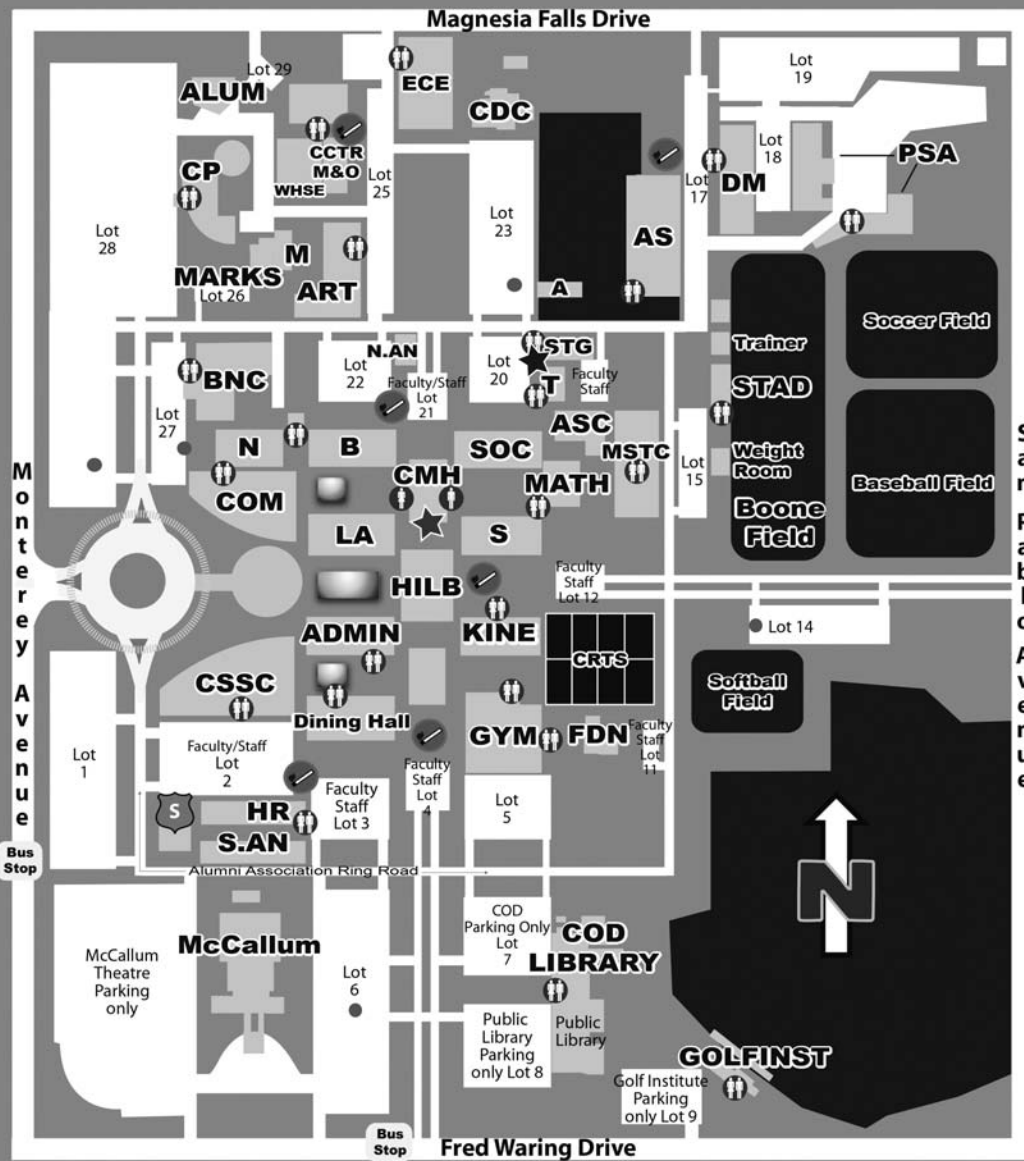 Magnesia Falls Drive
Lot 29
ALUM
ECE
CDC
Lot
19
CCTR
M&O
WHSE
CP
Lot
25
Lot
18
PSA
Lot
17
DM
Lot
28
Lot
23
AS
M
MARKS
Lot 26
ART
A
Soccer Field
Trainer
N.AN
STG
Lot
20
T
Faculty
Staff
Lot
22
Faculty/Staff
Lot
21
BNC
STAD
Lot
27
ASC
N
B
SOC
MSTC
Lot
15
Weight
Room
CMH
MATH
COM
Baseball Field
Boone
Field
LA
S
Monterey Avenue
HILB
Faculty
Staff
Lot 12
San Pablo Avenue
ADMIN
KINE
CRTS
Lot 14
CSSC
Softball
Field
Dining Hall
GYM
FDN
Faculty
Staff
Lot
11
Lot
1
Faculty/Staff
Lot
2
Faculty
Staff
Lot
4
Faculty
Staff
Lot 3
Lot
5
S
HR
S.AN
Bus
Stop
Alumni Association Ring Road
N
COD
Parking Only
Lot
7
COD
LIBRARY
McCallum
McCallum
Theatre
Parking
only
Lot
6
Public
Library
Parking
only Lot 8
Public
Library
GOLFINST
Golf Institute
Parking
only Lot 9
Bus
Stop
Fred Waring Drive